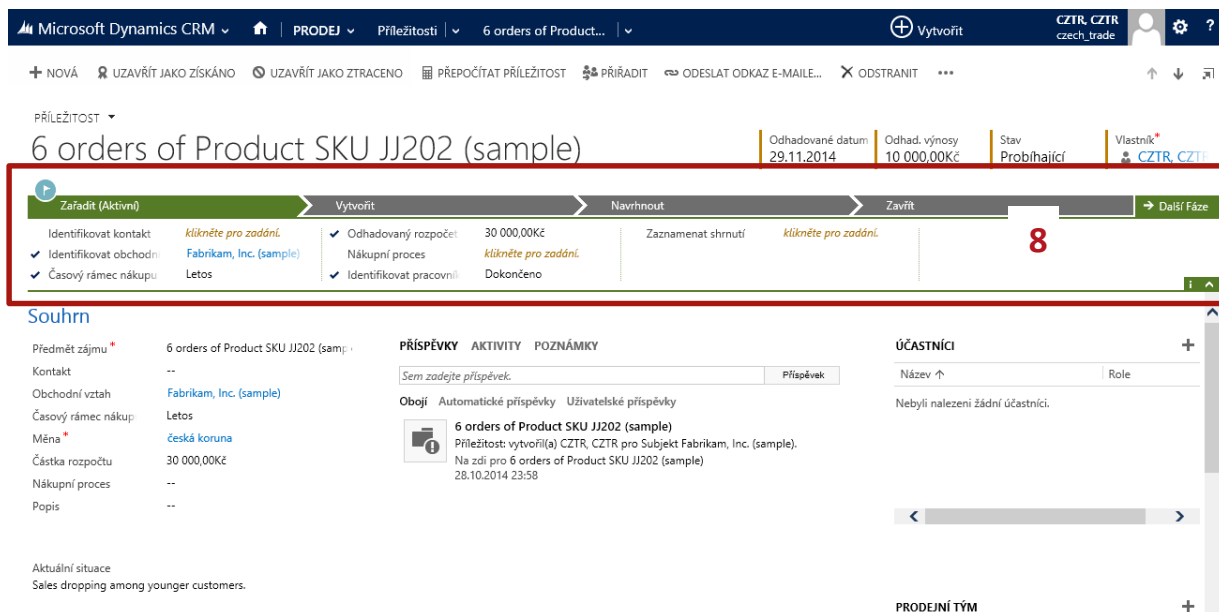 Microsoft Dynamics CRM PRODEJ Příležitosti 6 orders of Product... Vytvořit CZTR, CZTR
czech_trade ?
NOVÁ UZAVŘÍT JAKO ZÍSKÁNO UZAVŘÍT JAKO ZTRACENO PŘEPOČÍTAT PŘÍLEŽITOST PŘIŘADIT ODESLAT ODKAZ E-MAILE... ODSTRANIT •••
PŘÍLEŽITOST
6 orders of Product SKU JJ202 (sample)
Odhadované datum Odhad. výnosy Stav Vlastník*
29.11.2014 10 000,00Kč Probíhající CZTR, CZTR
Zařadit (Aktivní) Vytvořit Navrhnout Zavřít Další Fáze
Identifikovat kontakt klikněte pro zadání. Odhadovaný rozpočet 30 000,00Kč Zaznamenat shrnutí klikněte pro zadání.
8
Identifikovat obchodn Fabrikam, Inc. (sample) Nákupní proces klikněte pro zadání.
Časový rámec nákupu Letos Identifikovat pracovník Dokončeno
i
Souhrn
Předmět zájmu * 6 orders of Product SKU JJ202 (samp PŘÍSPĚVKY AKTIVITY POZNÁMKY ÚČASTNÍCI +
Kontakt -- Sem zadejte příspěvek. Příspěvek Název Role
Obchodní vztah Fabrikam, Inc. (sample) Obojí Automatické příspěvky Uživatelské příspěvky Nebyli nalezeni žádní účastníci.
Časový rámec nákup Letos 6 orders of Product SKU JJ202 (sample)
Měna * česká koruna Příležitost: vytvořil(a) CZTR, CZTR pro Subjekt Fabrikam, Inc. (sample).
Částka rozpočtu 30 000,00Kč Na zdi pro 6 orders of Product SKU JJ202 (sample)
Nákupní proces -- 28.10.2014 23:58
Popis --
Aktuální situace
Sales dropping among younger customers.
PRODEJNÍ TÝM +